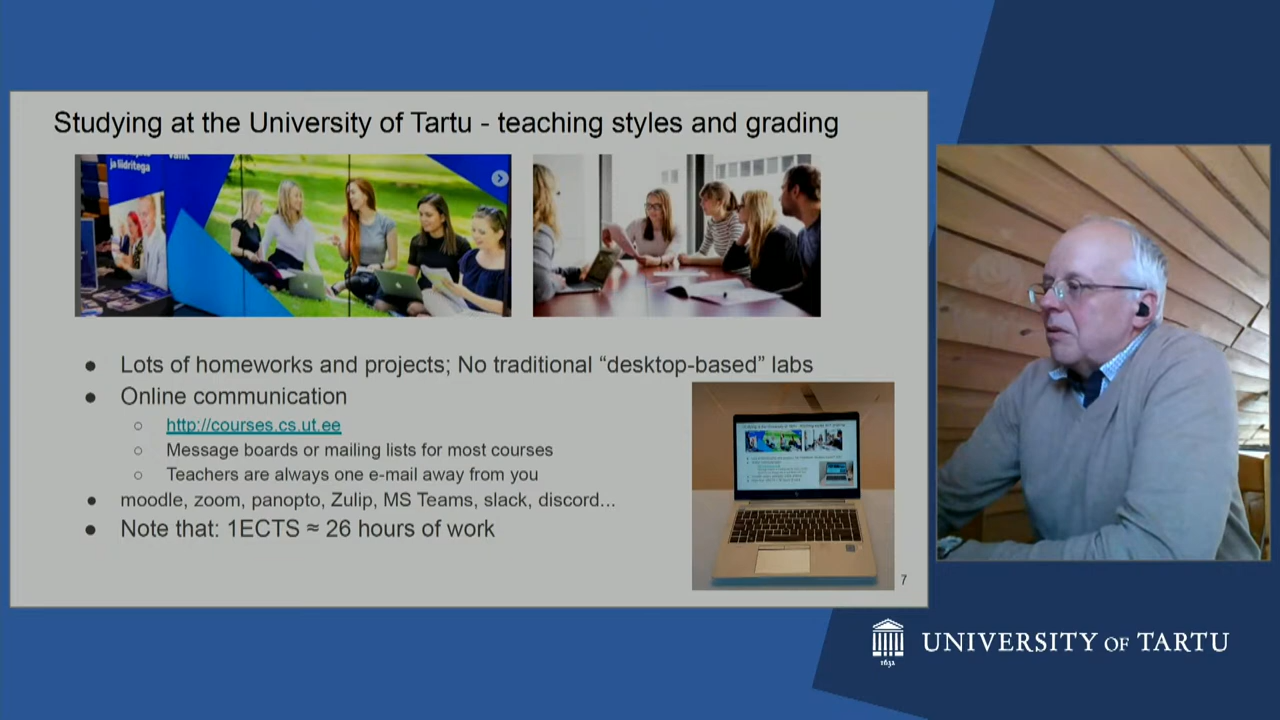 Studying at the University of Tartu - teaching styles and grading
ja liidritega
● Lots of homeworks and projects; No traditional “desktop-based” labs
● Online communication
○ http://courses.cs.ut.ee
○ Message boards or mailing lists for most courses
○ Teachers are always one e-mail away from you
● moodle, zoom, panopto, Zulip, MS Teams, slack, discord...
● Note that: 1ECTS ≈ 26 hours of work
7
UNIVERSITY OF TARTU
1632